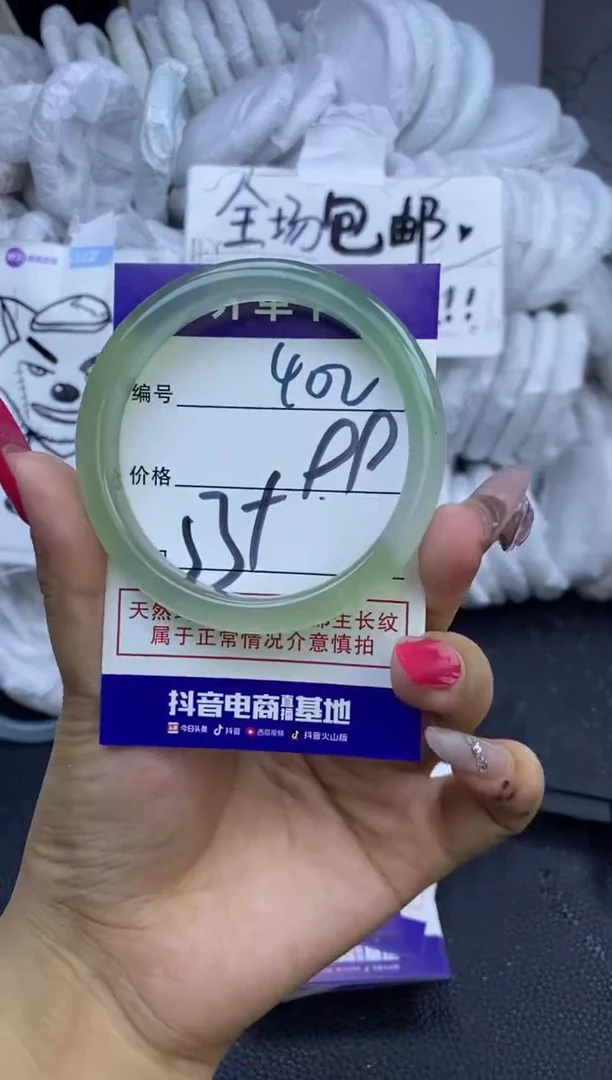 全场包邮
!!
编号 402
价格 PP
57+
天然
生长纹
属于正常情况介意慎拍
抖音电商直播基地
今日头条 抖音 西瓜视频 抖音火山版